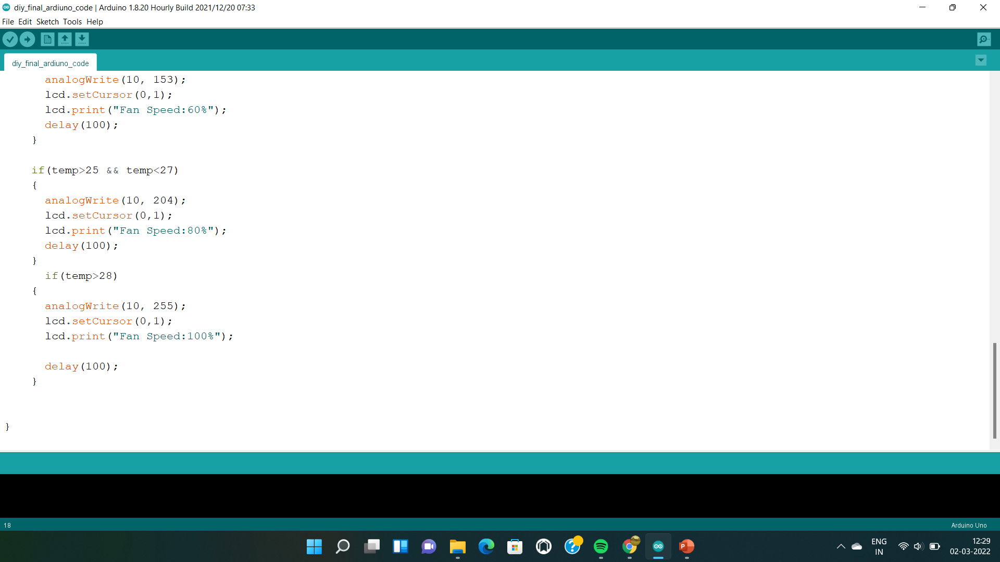 diy_final_ardiuno_code | Arduino 1.8.20 Hourly Build 2021/12/20 07:33
File Edit Sketch Tools Help
diy_final_ardiuno_code
analogWrite(10, 153);
lcd.setCursor(0,1);
lcd.print("Fan Speed:60%");
delay(100);
}
if(temp>25 && temp<27)
{
analogWrite(10, 204);
lcd.setCursor(0,1);
lcd.print("Fan Speed:80%");
delay(100);
}
if(temp>28)
{
analogWrite(10, 255);
lcd.setCursor(0,1);
lcd.print("Fan Speed:100%");
delay(100);
}
}
18
Arduino Uno
ENG
IN
12:29
02-03-2022